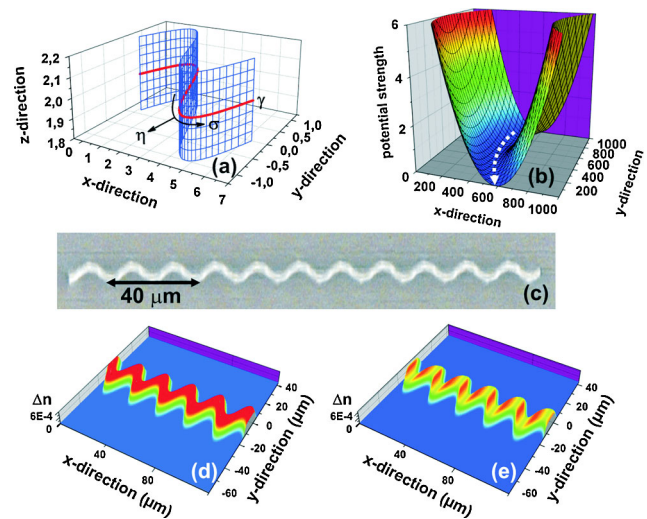 z-direction
2,2
2,1
2,0
1,9
1,8
0
1
2
3
4
5
6
7
x-direction
-1,0
-0,5
0,0
0,5
1,0
y-direction
γ
σ
η
(a)
potential strength
6
4
2
0
200
400
600
800
1000
x-direction
200
400
600
800
1000
y-direction
(b)
40 µm
(c)
Δn
6E-4
0
40
80
x-direction (µm)
40
20
0
-20
-40
-60
y-direction (µm)
(d)
Δn
6E-4
0
40
80
x-direction (µm)
40
20
0
-20
-40
-60
y-direction (µm)
(e)